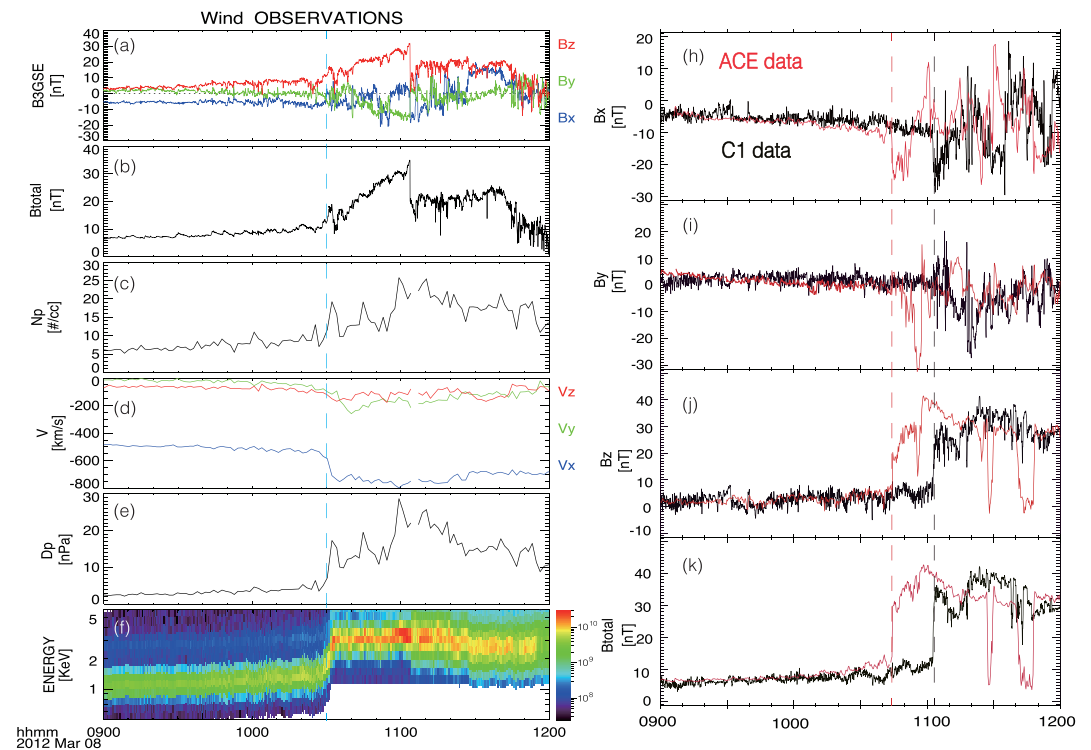 Wind OBSERVATIONS
(a)
B3GSE
[nT]
40
30
20
10
0
-10
-20
-30
Bz
By
Bx
(b)
Btotal
[nT]
40
30
20
10
0
(c)
Np
[#/cc]
30
25
20
15
10
5
0
(d)
V
[km/s]
0
-200
-400
-600
-800
Vz
Vy
Vx
(e)
Dp
[nPa]
30
20
10
0
(f)
ENERGY
[KeV]
5
2
1
10^10
10^9
10^8
0900
1000
1100
1200
hhmm
2012 Mar 08
(h)
ACE data
C1 data
Bx
[nT]
20
10
0
-10
-20
-30
(i)
By
[nT]
20
10
0
-10
-20
-30
(j)
Bz
[nT]
40
30
20
10
0
-10
(k)
Btotal
[nT]
40
30
20
10
0
0900
1000
1100
1200